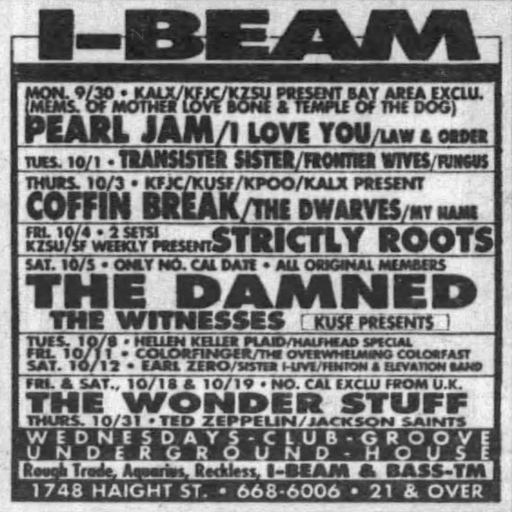 I-BEAM
MON. 9/30 • KALX/KFJC/KZSU PRESENT BAY AREA EXCLU.
(MEMS. OF MOTHER LOVE BONE & TEMPLE OF THE DOG)
PEARL JAM/I LOVE YOU/LAW & ORDER
TUES. 10/1 • TRANSISTER SISTER/FRONTIER WIVES/FUNGUS
THURS. 10/3 • KFJC/KUSF/KPOO/KALX PRESENT
COFFIN BREAK/THE DWARVES/MY NAME
FRI. 10/4 • 2 SETS!
KZSU/SF WEEKLY PRESENT STRICTLY ROOTS
SAT. 10/5 • ONLY NO. CAL DATE • ALL ORIGINAL MEMBERS
THE DAMNED
THE WITNESSES KUSF PRESENTS
TUES. 10/8 • HELLEN KELLER PLAID/HALFHEAD SPECIAL
FRI. 10/11 • COLORFINGER/THE OVERWHELMING COLORFAST
SAT. 10/12 • EARL ZERO/SISTER I-LIVE/FENTON & ELEVATION BAND
FRI. & SAT., 10/18 & 10/19 • NO. CAL EXCLU FROM U.K.
THE WONDER STUFF
THURS. 10/31 • TED ZEPPELIN/JACKSON SAINTS
WEDNESDAYS-CLUB-GROOVE
UNDERGROUND-HOUSE
Rough Trade, Aquarius, Reckless, I-BEAM & BASS-TM
1748 HAIGHT ST. • 668-6006 • 21 & OVER